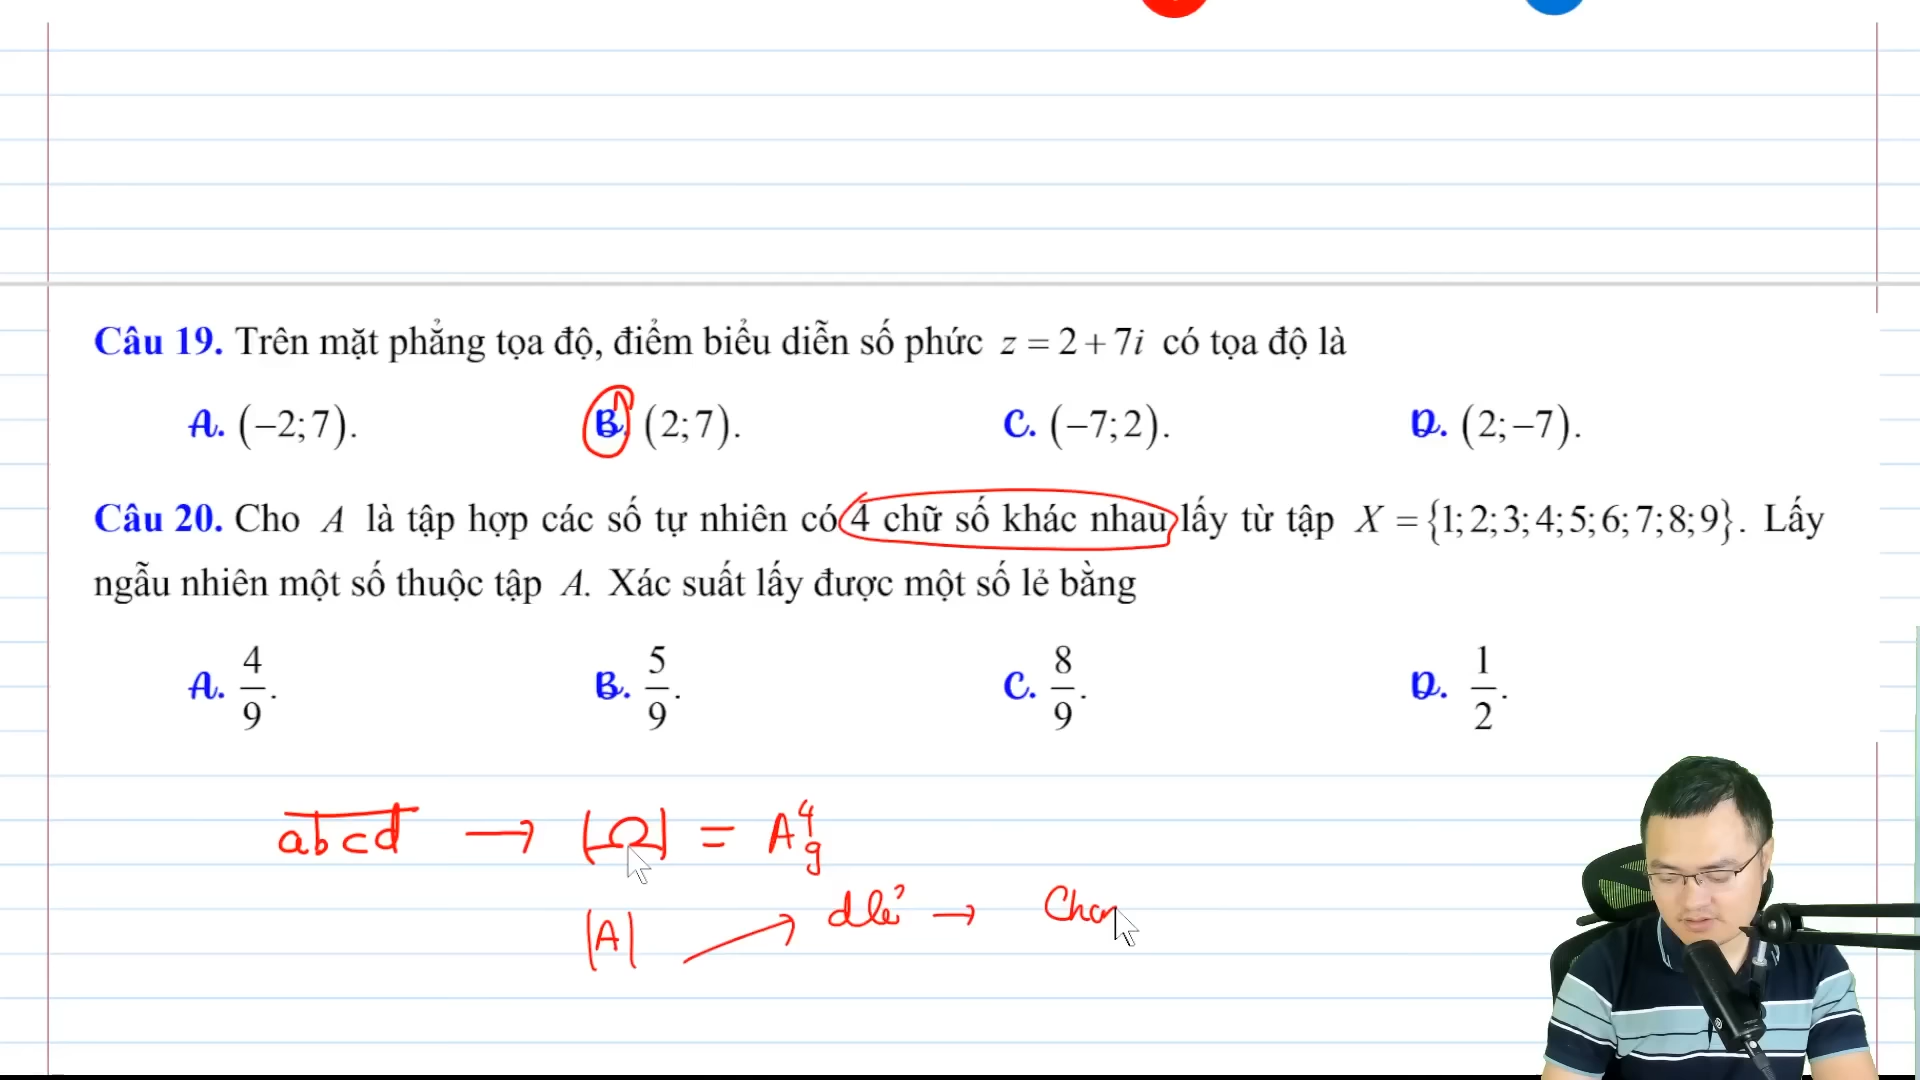 Câu 19. Trên mặt phẳng tọa độ, điểm biểu diễn số phức z = 2 + 7i có tọa độ là
A. (−2;7). B. (2;7). C. (−7;2). D. (2;−7).
Câu 20. Cho A là tập hợp các số tự nhiên có 4 chữ số khác nhau lấy từ tập X = {1;2;3;4;5;6;7;8;9}. Lấy
ngẫu nhiên một số thuộc tập A. Xác suất lấy được một số lẻ bằng
A. 4/9. B. 5/9. C. 8/9. D. 1/2.
abcd → |Ω| = A⁴₉
|A| → d lẻ → Chọn